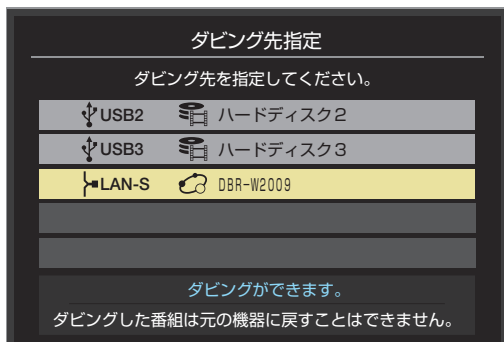 ダビング先指定
ダビング先を指定してください。
USB2 ハードディスク2
USB3 ハードディスク3
LAN-S DBR-W2009
ダビングができます。
ダビングした番組は元の機器に戻すことはできません。